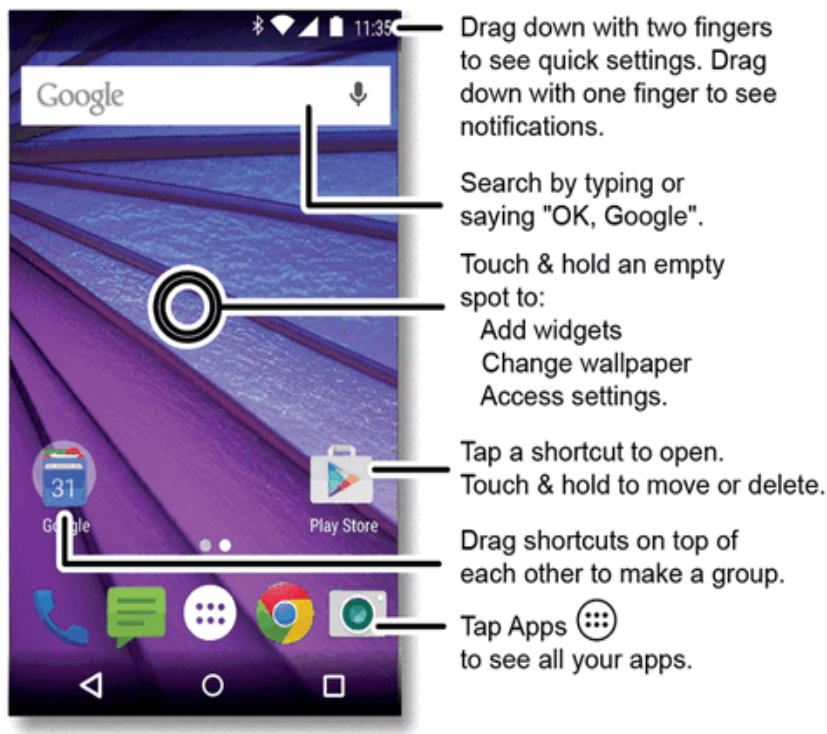 11:35
Google
31
Google
Play Store
Drag down with two fingers
to see quick settings. Drag
down with one finger to see
notifications.
Search by typing or
saying "OK, Google".
Touch & hold an empty
spot to:
Add widgets
Change wallpaper
Access settings.
Tap a shortcut to open.
Touch & hold to move or delete.
Drag shortcuts on top of
each other to make a group.
Tap Apps
to see all your apps.